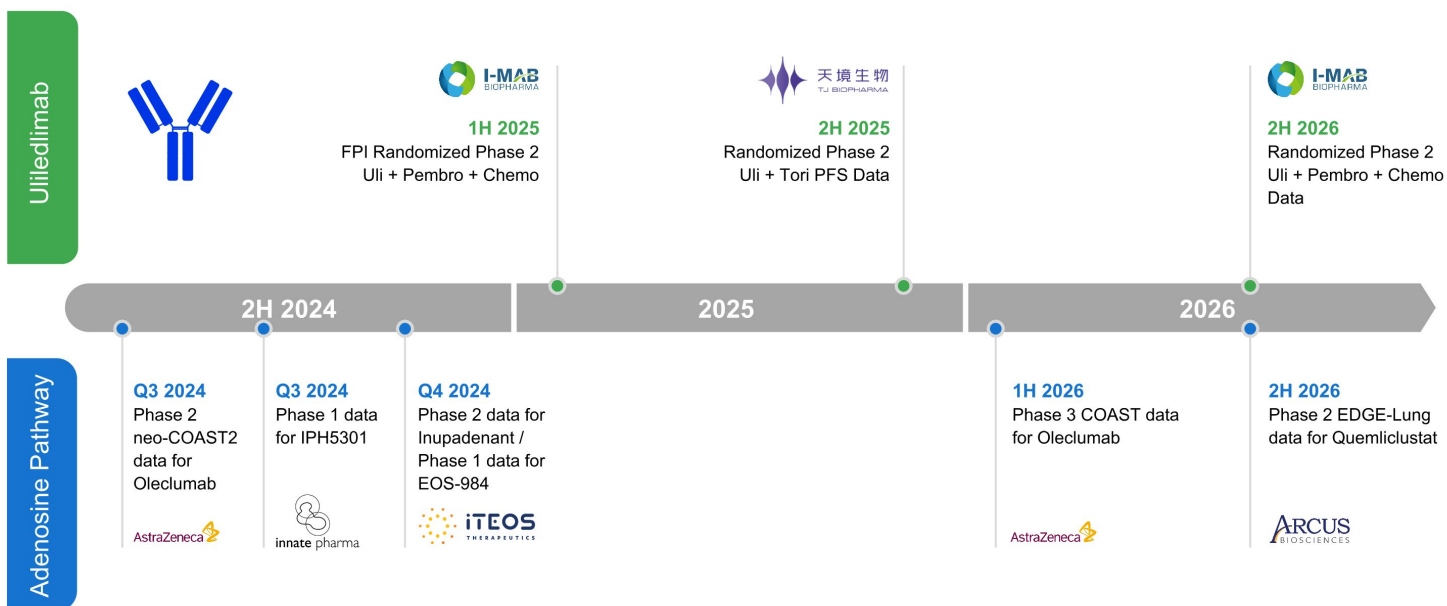 Uliledlimab
I-MAB
BIOPHARMA
1H 2025
FPI Randomized Phase 2
Uli + Pembro + Chemo
天境生物
TJ BIOPHARMA
2H 2025
Randomized Phase 2
Uli + Tori PFS Data
I-MAB
BIOPHARMA
2H 2026
Randomized Phase 2
Uli + Pembro + Chemo
Data
2H 2024
2025
2026
Adenosine Pathway
Q3 2024
Phase 2
neo-COAST2
data for
Oleclumab
AstraZeneca
Q3 2024
Phase 1 data
for IPH5301
innate pharma
Q4 2024
Phase 2 data for
Inupadenant /
Phase 1 data for
EOS-984
iTEOS
THERAPEUTICS
1H 2026
Phase 3 COAST data
for Oleclumab
AstraZeneca
2H 2026
Phase 2 EDGE-Lung
data for Quemliclustat
ARCUS
BIOSCIENCES